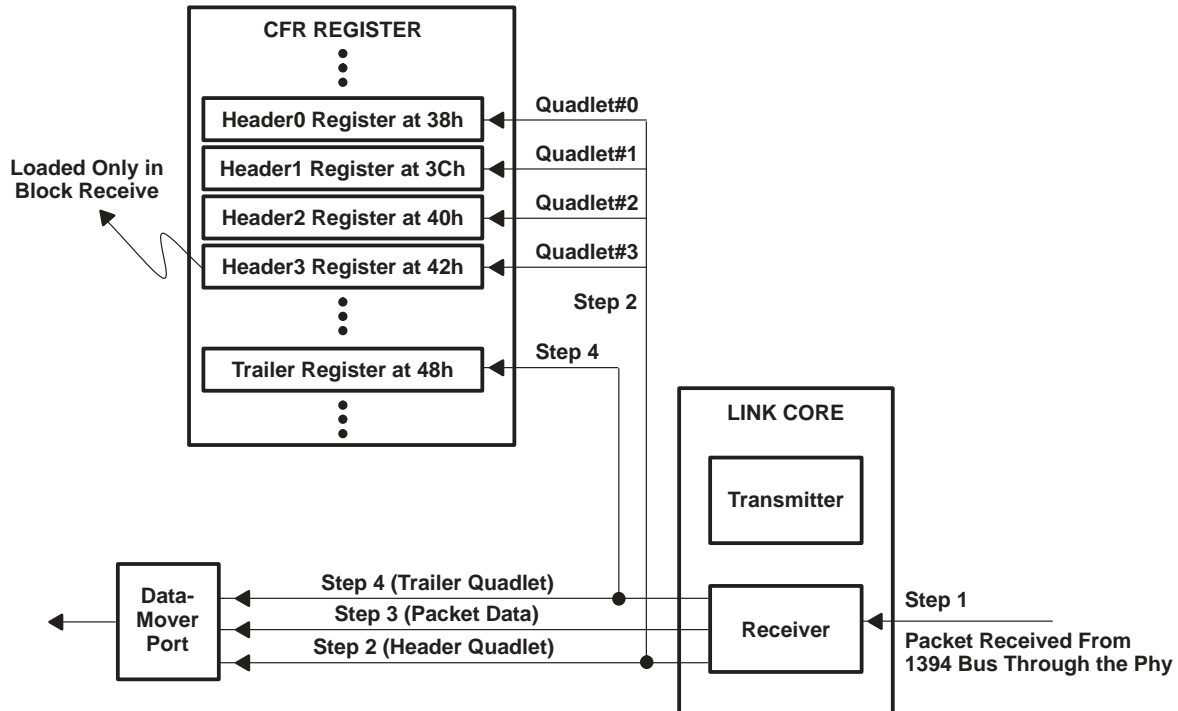 CFR REGISTER
Header0 Register at 38h
Quadlet#0
Header1 Register at 3Ch
Quadlet#1
Loaded Only in
Block Receive
Header2 Register at 40h
Quadlet#2
Header3 Register at 42h
Quadlet#3
Step 2
Trailer Register at 48h
Step 4
LINK CORE
Transmitter
Receiver
Step 1
Packet Received From
1394 Bus Through the Phy
Step 4 (Trailer Quadlet)
Step 3 (Packet Data)
Step 2 (Header Quadlet)
Data-
Mover
Port